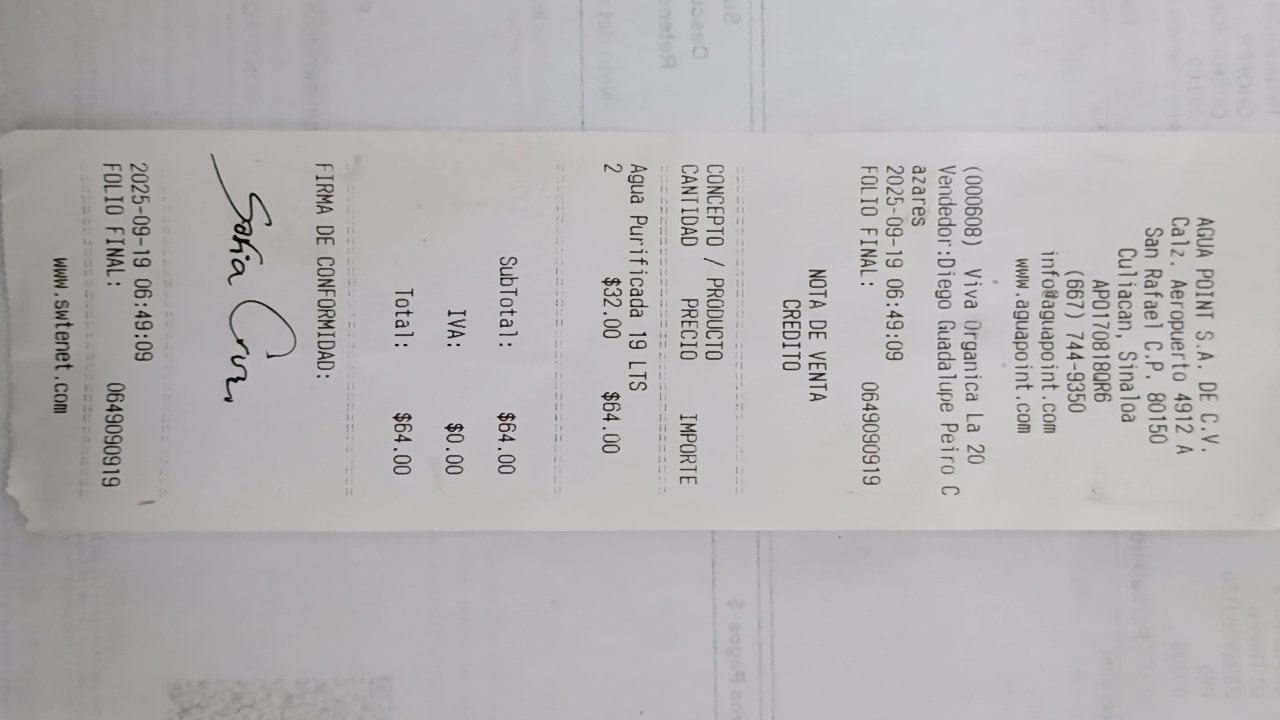 AGUA POINT S.A. DE C.V.
Calz. Aeropuerto 4912 A
San Rafael C.P. 80150
Culiacan, Sinaloa
APO170818QR6
(667) 744-9350
info@aguapoint.com
www.aguapoint.com
(000608) Viva Organica La 20
Vendedor:Diego Guadalupe Peiro C
azares
2025-09-19 06:49:09
FOLIO FINAL: 0649090919
NOTA DE VENTA
CREDITO
CONCEPTO / PRODUCTO
CANTIDAD PRECIO IMPORTE
Agua Purificada 19 LTS
2 $32.00 $64.00
SubTotal: $64.00
IVA: $0.00
Total: $64.00
FIRMA DE CONFORMIDAD:
Sofia Cruz
2025-09-19 06:49:09
FOLIO FINAL: 0649090919
www.swtenet.com